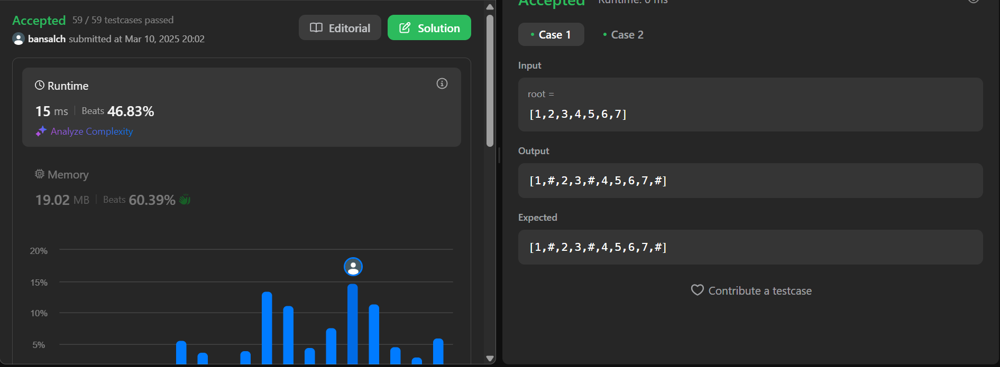 Accepted 59 / 59 testcases passed
bansalch submitted at Mar 10, 2025 20:02
Editorial
Solution
Runtime
15 ms Beats 46.83%
Analyze Complexity
Memory
19.02 MB Beats 60.39%
20%
15%
10%
5%
Accepted Runtime: 0 ms
Case 1
Case 2
Input
root =
[1,2,3,4,5,6,7]
Output
[1,#,2,3,#,4,5,6,7,#]
Expected
[1,#,2,3,#,4,5,6,7,#]
Contribute a testcase